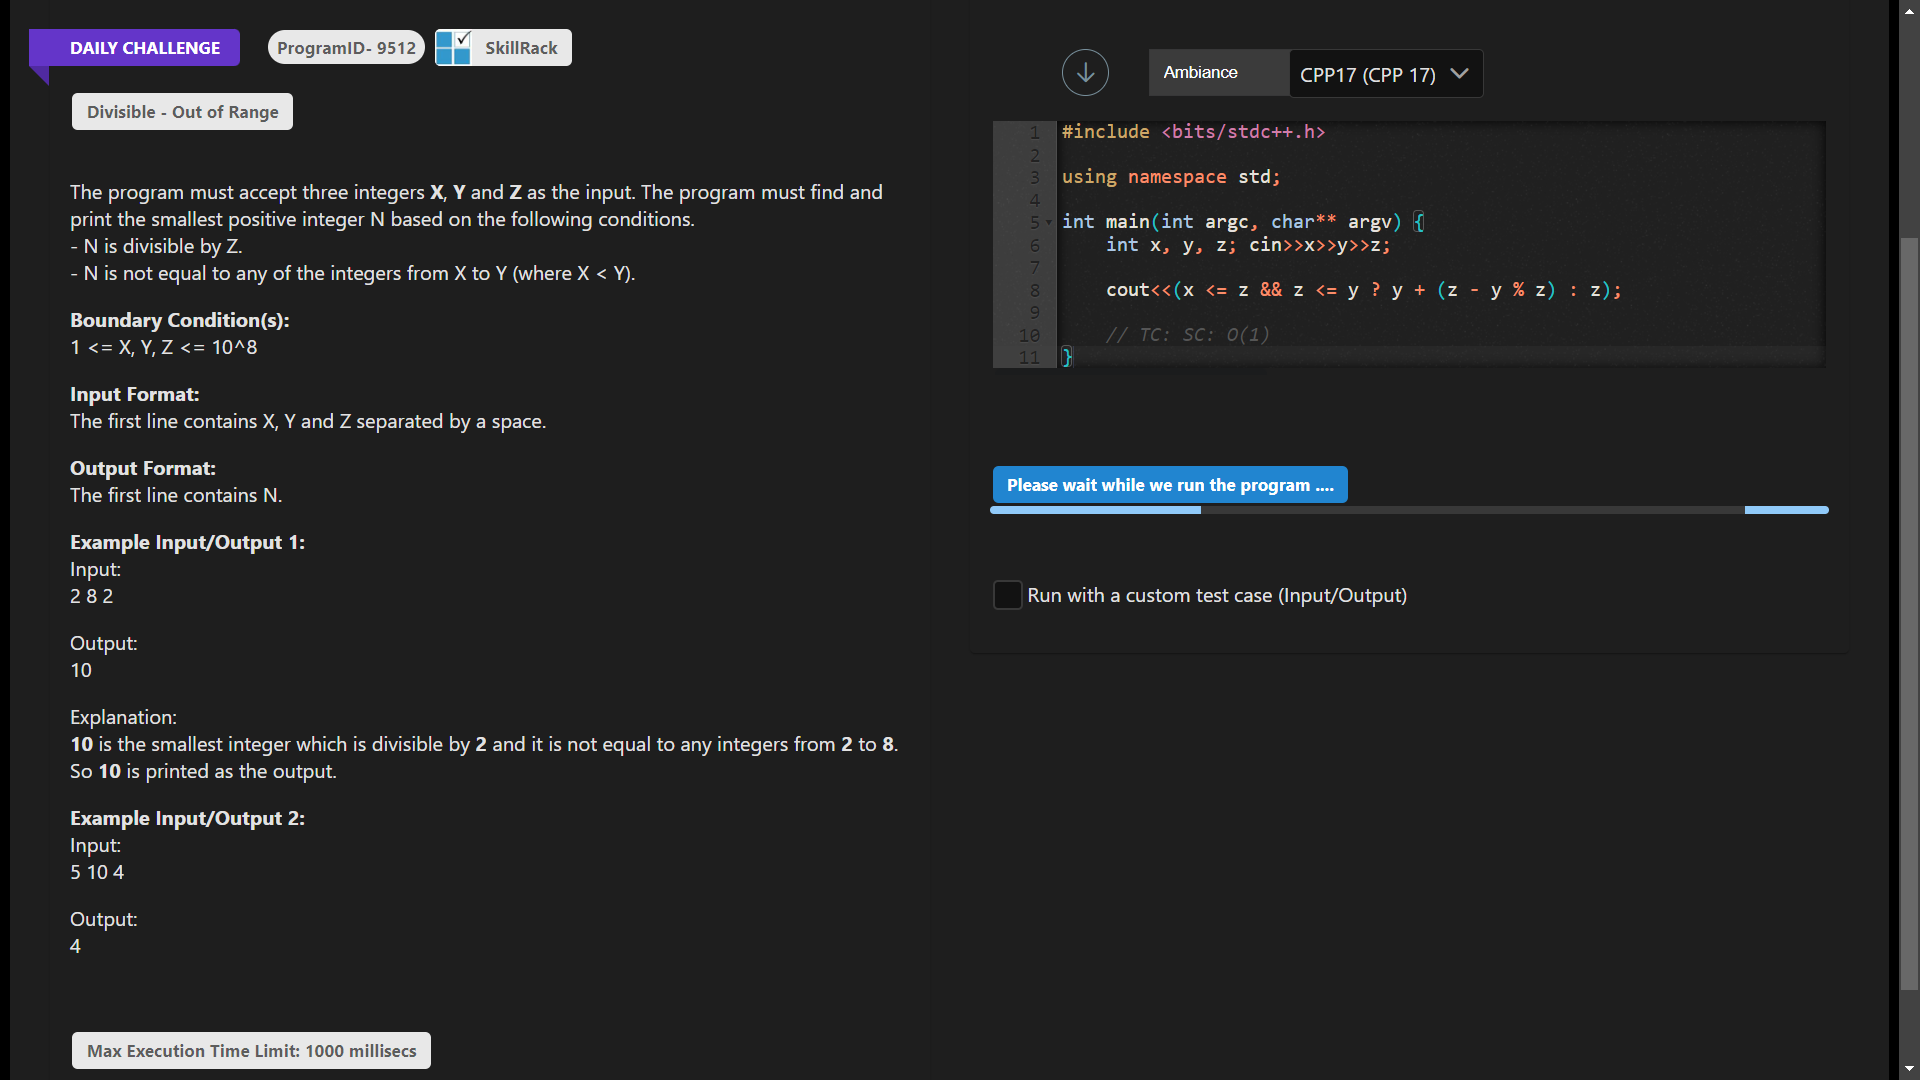 DAILY CHALLENGE
ProgramID- 9512
SkillRack
Divisible - Out of Range
The program must accept three integers X, Y and Z as the input. The program must find and
print the smallest positive integer N based on the following conditions.
- N is divisible by Z.
- N is not equal to any of the integers from X to Y (where X < Y).
Boundary Condition(s):
1 <= X, Y, Z <= 10^8
Input Format:
The first line contains X, Y and Z separated by a space.
Output Format:
The first line contains N.
Example Input/Output 1:
Input:
2 8 2
Output:
10
Explanation:
10 is the smallest integer which is divisible by 2 and it is not equal to any integers from 2 to 8.
So 10 is printed as the output.
Example Input/Output 2:
Input:
5 10 4
Output:
4
Max Execution Time Limit: 1000 millisecs
Ambiance
CPP17 (CPP 17)
1 #include <bits/stdc++.h>
2
3 using namespace std;
4
5 int main(int argc, char** argv) {
6 int x, y, z; cin>>x>>y>>z;
7
8 cout<<(x <= z && z <= y ? y + (z - y % z) : z);
9
10 // TC: SC: O(1)
11 }
Please wait while we run the program ....
Run with a custom test case (Input/Output)